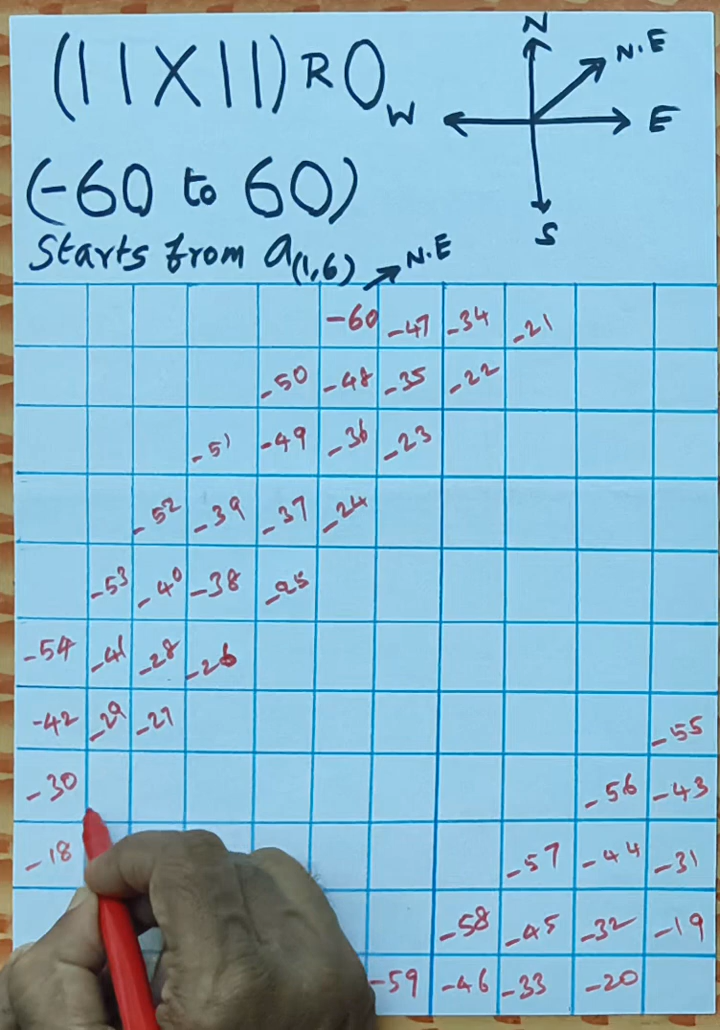 (11X11) RO
(-60 to 60)
Starts from a(1,6) N.E
N
N.E
W E
S
-60 -47 -34 -21
-50 -48 -35 -22
-51 -49 -36 -23
-52 -39 -37 -24
-53 -40 -38 -25
-54 -41 -28 -26
-42 -29 -27 -55
-30 -56 -43
-18 -57 -44 -31
-58 -45 -32 -19
-59 -46 -33 -20